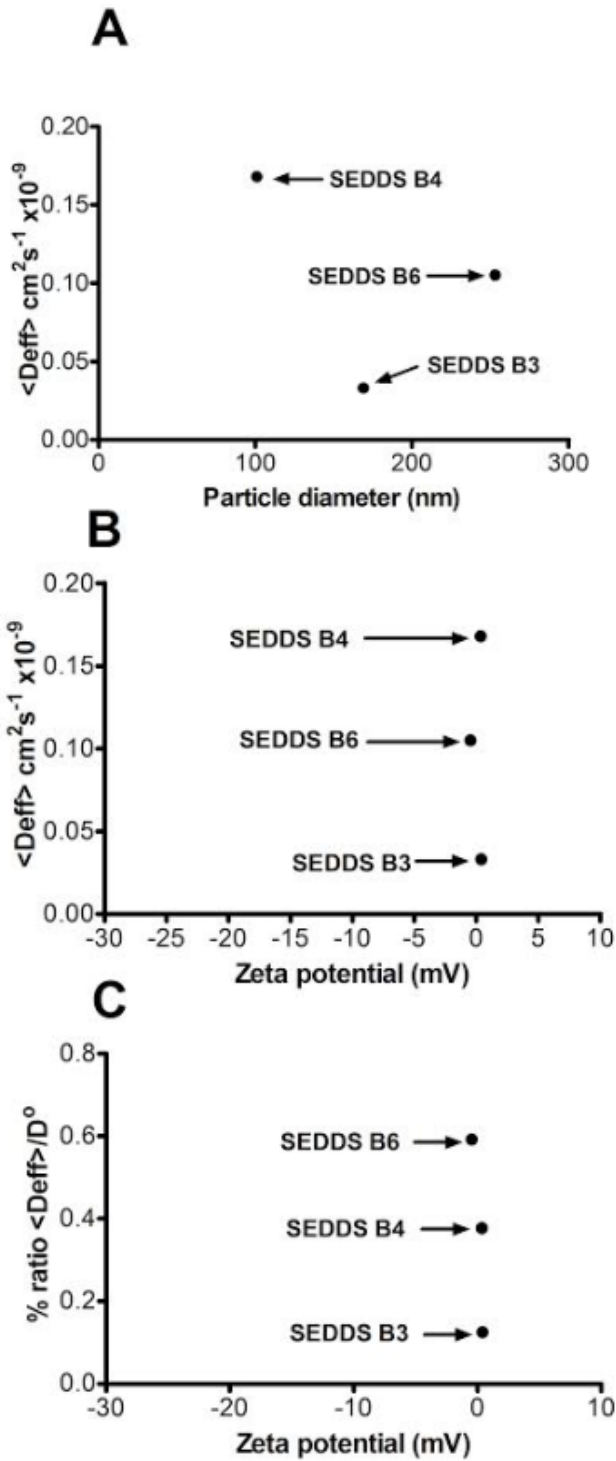 A
0.20
SEDDS B4
0.15
SEDDS B6
0.10
SEDDS B3
0.05
0.00
0 100 200 300
Particle diameter (nm)
<Deff> cm²s⁻¹ x10⁻⁹
B
0.20
SEDDS B4
0.15
SEDDS B6
0.10
0.05
SEDDS B3
0.00
-30 -25 -20 -15 -10 -5 0 5 10
Zeta potential (mV)
<Deff> cm²s⁻¹ x10⁻⁹
C
0.8
SEDDS B6
0.6
0.4
SEDDS B4
0.2
SEDDS B3
0.0
-30 -20 -10 0 10
Zeta potential (mV)
% ratio <Deff>/Dº